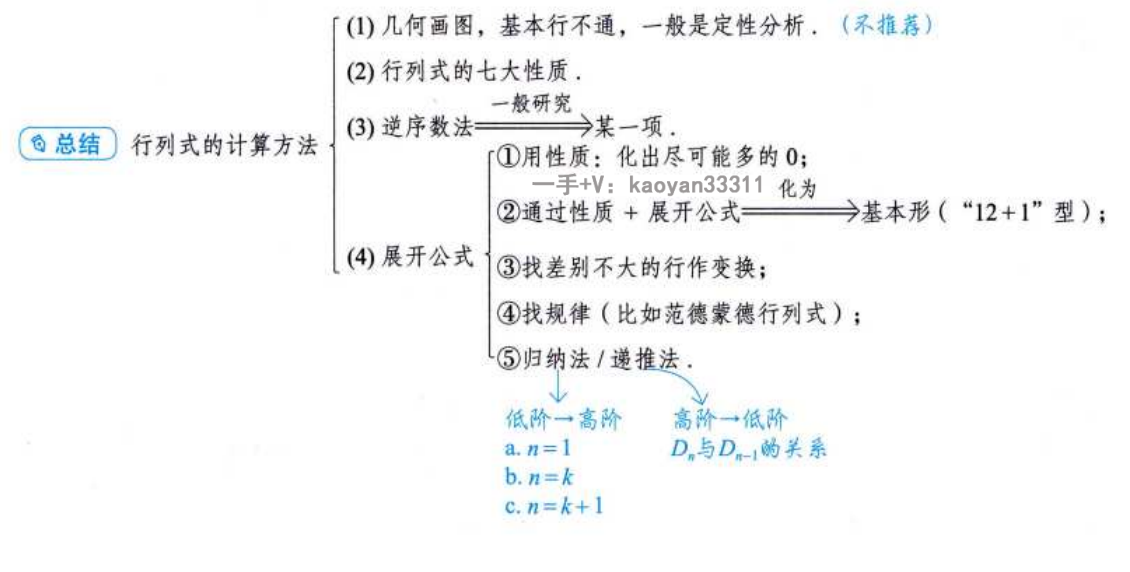 (1) 几何画图，基本行不通，一般是定性分析．（不推荐）
(2) 行列式的七大性质．
一般研究
(3) 逆序数法⟹某一项．
总结 行列式的计算方法
①用性质：化出尽可能多的 0；
一手+V：kaoyan33311 化为
②通过性质 + 展开公式⟹基本形（“12+1”型）；
(4) 展开公式
③找差别不大的行作变换；
④找规律（比如范德蒙德行列式）；
⑤归纳法 / 递推法．
低阶→高阶 高阶→低阶
a. n=1 Dₙ与Dₙ₋₁的关系
b. n=k
c. n=k+1